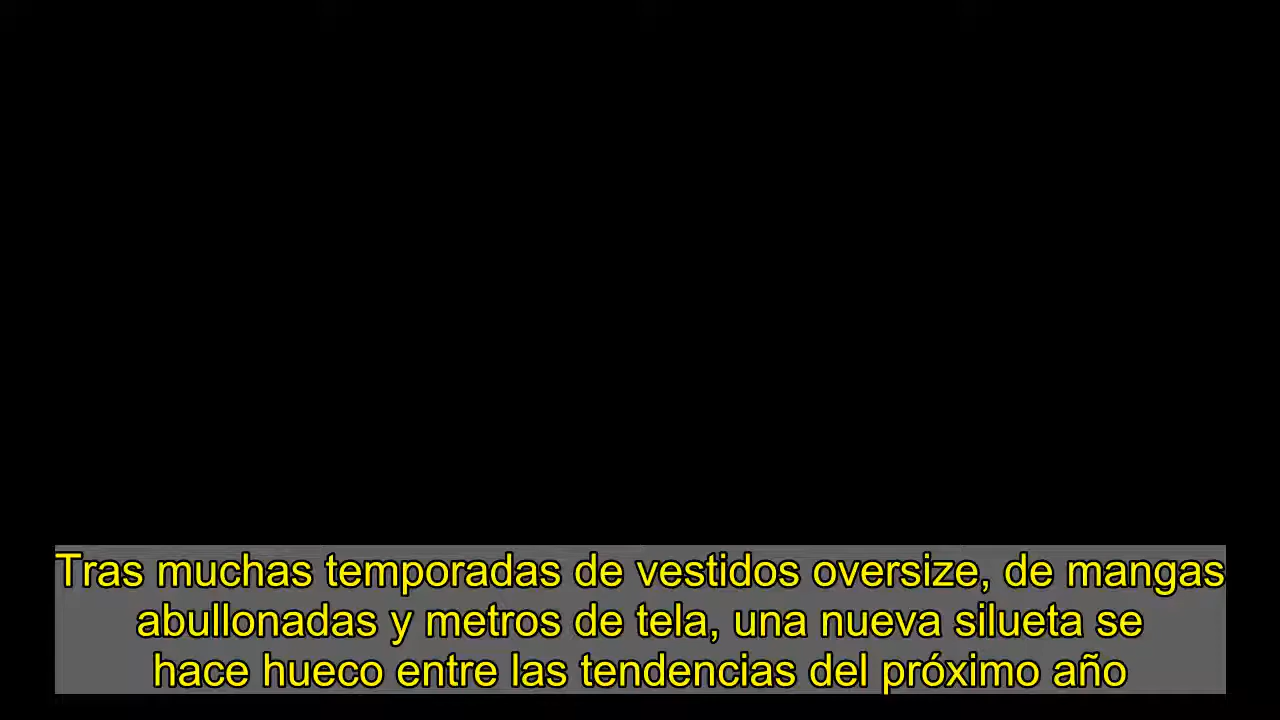 Tras muchas temporadas de vestidos oversize, de mangas
abullonadas y metros de tela, una nueva silueta se
hace hueco entre las tendencias del próximo año